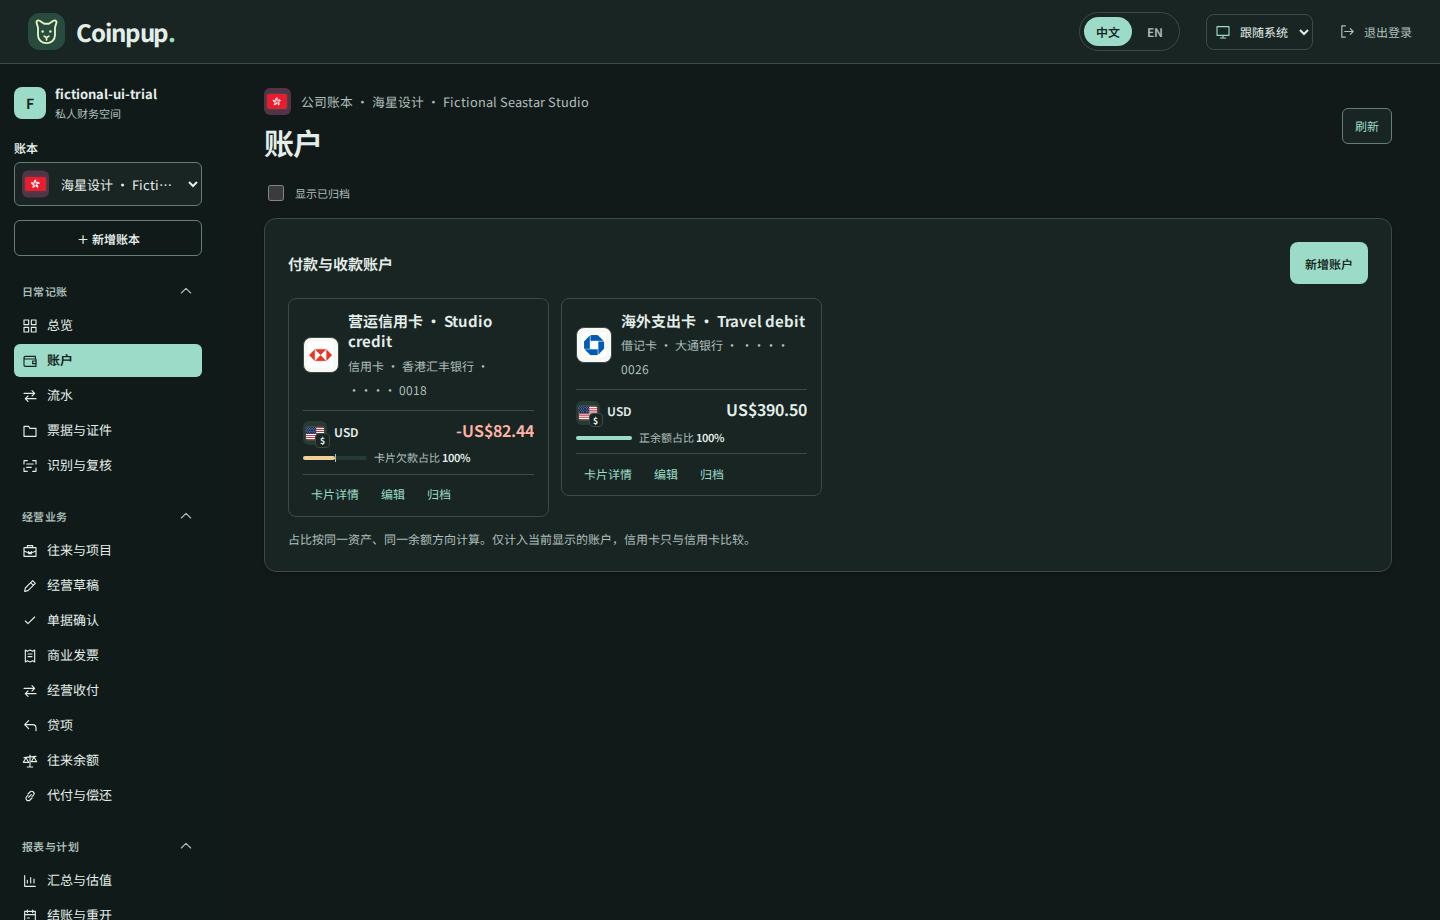 Coinpup.
中文
EN
跟随系统
退出登录
F
fictional-ui-trial
私人财务空间
账本
海星设计 · Ficti···
＋ 新增账本
日常记账
总览
账户
流水
票据与证件
识别与复核
经营业务
往来与项目
经营草稿
单据确认
商业发票
经营收付
贷项
往来余额
代付与偿还
报表与计划
汇总与估值
结账与重开
公司账本 · 海星设计 · Fictional Seastar Studio
账户
刷新
显示已归档
付款与收款账户
新增账户
营运信用卡 · Studio
credit
信用卡 · 香港汇丰银行 ·
···· 0018
$
USD
-US$82.44
卡片欠款占比 100%
卡片详情
编辑
归档
海外支出卡 · Travel debit
借记卡 · 大通银行 · ····
0026
$
USD
US$390.50
正余额占比 100%
卡片详情
编辑
归档
占比按同一资产、同一余额方向计算。仅计入当前显示的账户，信用卡只与信用卡比较。